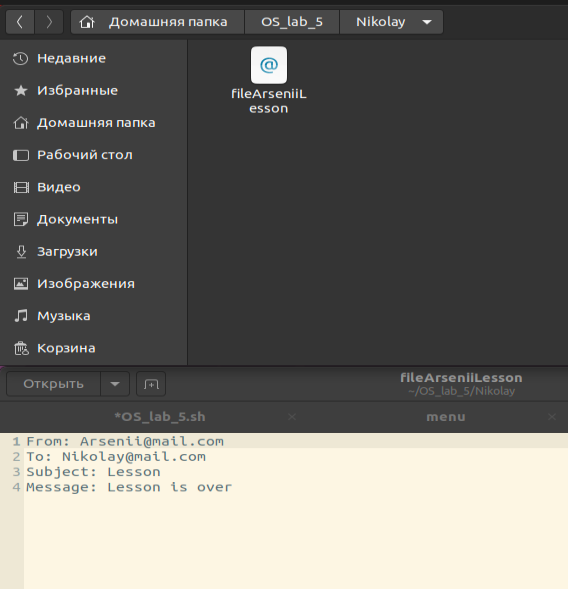 Домашняя папка OS_lab_5 Nikolay
Недавние
Избранные
Домашняя папка
Рабочий стол
Видео
Документы
Загрузки
Изображения
Музыка
Корзина
@
fileArseniiL
esson
Открыть
fileArseniiLesson
~/OS_lab_5/Nikolay
*OS_lab_5.sh × menu ×
1 From: Arsenii@mail.com
2 To: Nikolay@mail.com
3 Subject: Lesson
4 Message: Lesson is over